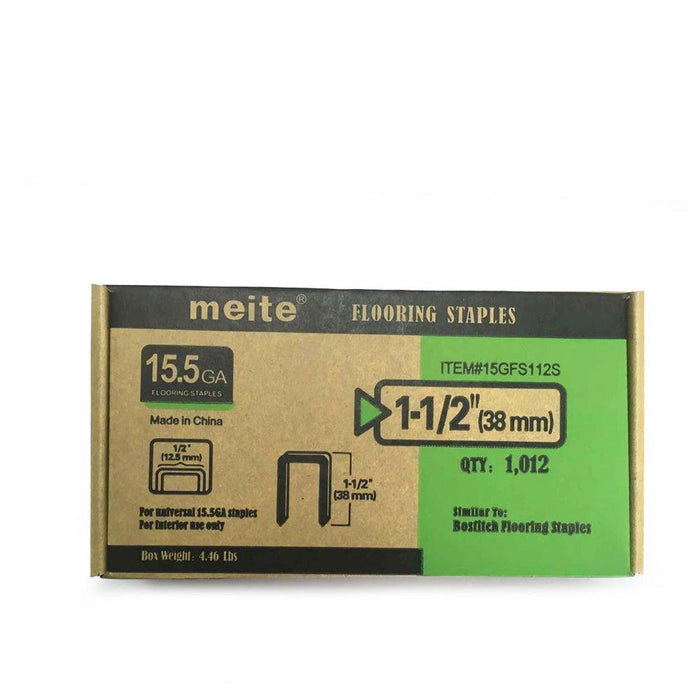 meite®
FLOORING STAPLES
15.5GA
FLOORING STAPLES
Made in China
1/2"
(12.5 mm)
1-1/2"
(38 mm)
For universal 15.5GA staples
For interior use only
Box Weight: 4.46 Lbs
ITEM#15GFS112S
1-1/2" (38 mm)
QTY: 1,012
Similar To:
Bostitch Flooring Staples